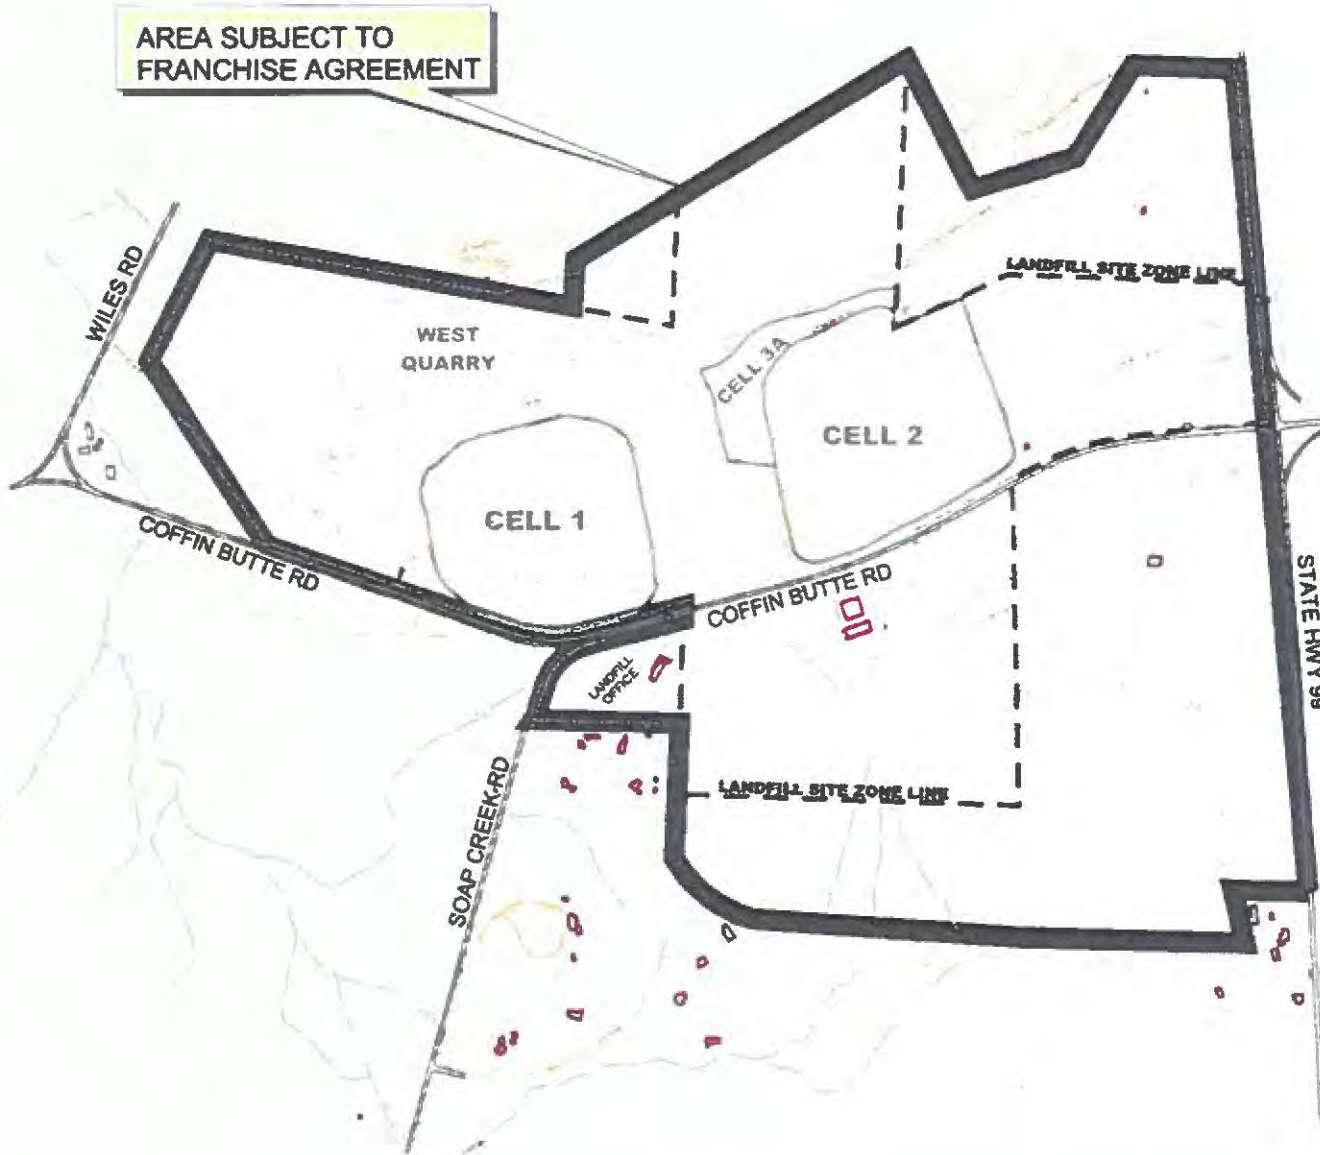 AREA SUBJECT TO
FRANCHISE AGREEMENT
WILES RD
LANDFILL SITE ZONE LINE
WEST
QUARRY
CELL 3A
CELL 2
CELL 1
COFFIN BUTTE RD
COFFIN BUTTE RD
STATE HWY 99
LANDFILL
OFFICE
SOAP CREEK RD
LANDFILL SITE ZONE LINE